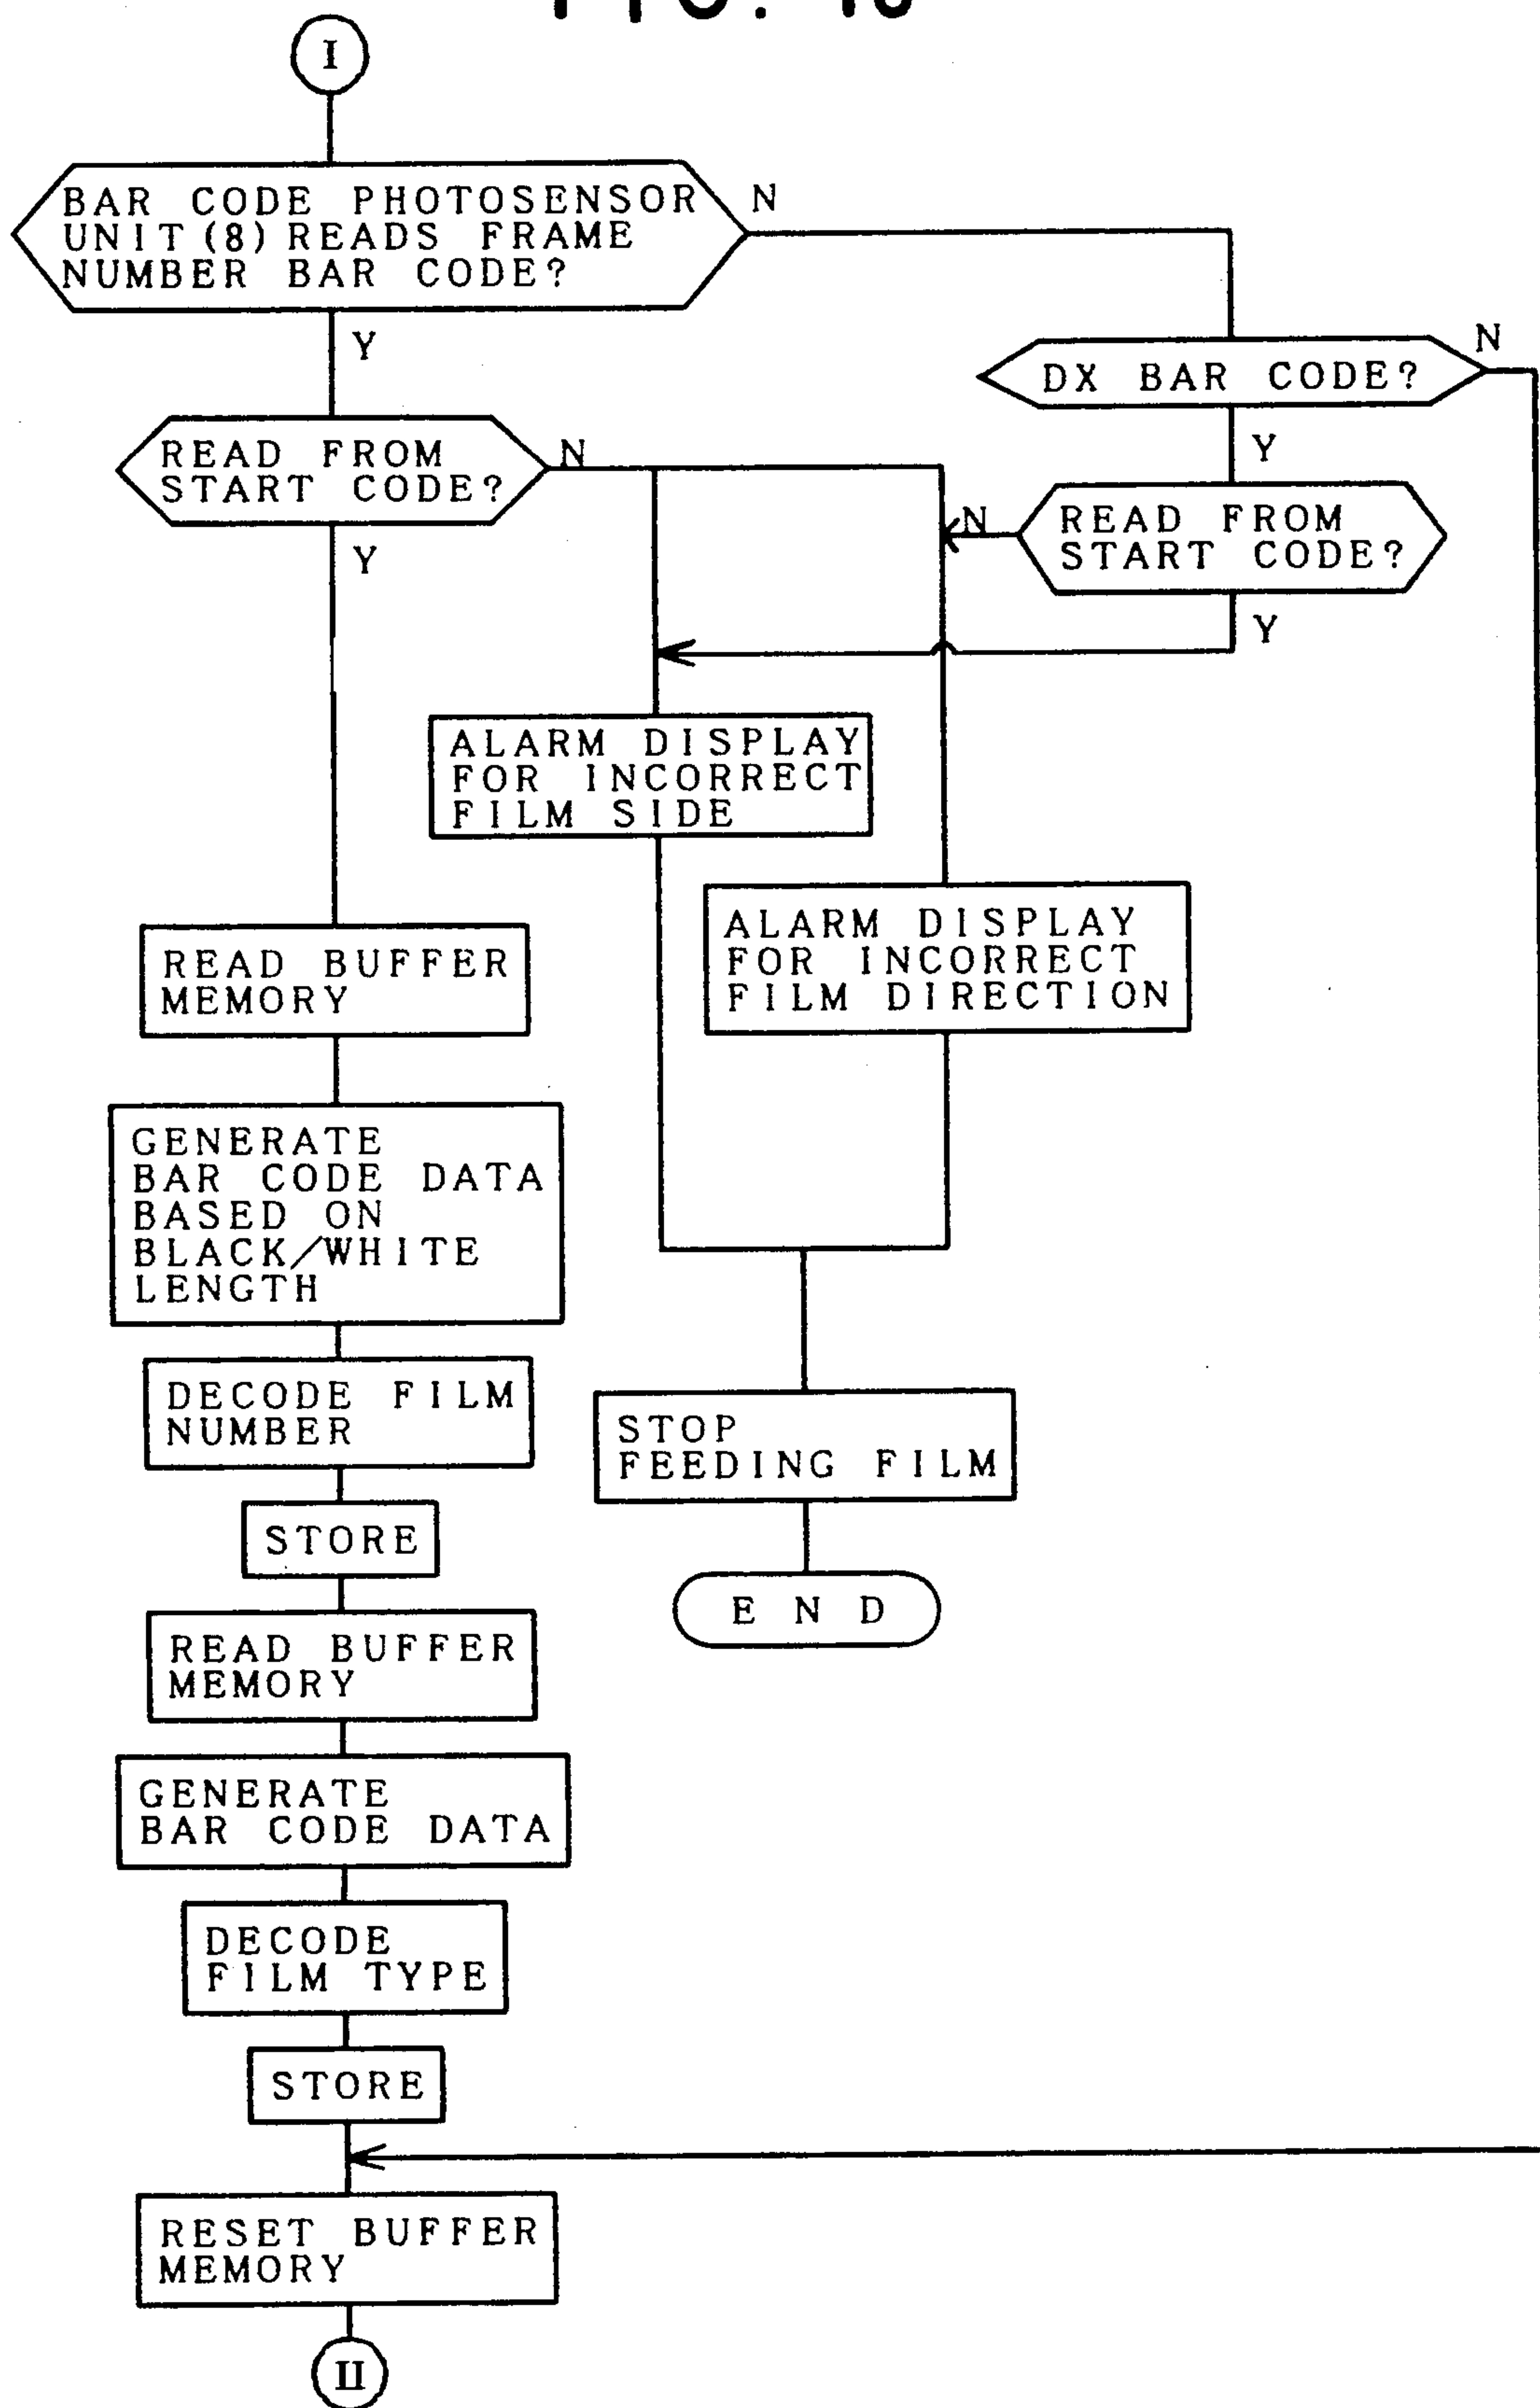 I
BAR CODE PHOTOSENSOR
UNIT(8) READS FRAME
NUMBER BAR CODE?
N
Y
DX BAR CODE?
N
Y
READ FROM
START CODE?
N
Y
READ FROM
START CODE?
N
Y
ALARM DISPLAY
FOR INCORRECT
FILM SIDE
ALARM DISPLAY
FOR INCORRECT
FILM DIRECTION
READ BUFFER
MEMORY
GENERATE
BAR CODE DATA
BASED ON
BLACK/WHITE
LENGTH
DECODE FILM
NUMBER
STOP
FEEDING FILM
STORE
END
READ BUFFER
MEMORY
GENERATE
BAR CODE DATA
DECODE
FILM TYPE
STORE
RESET BUFFER
MEMORY
II